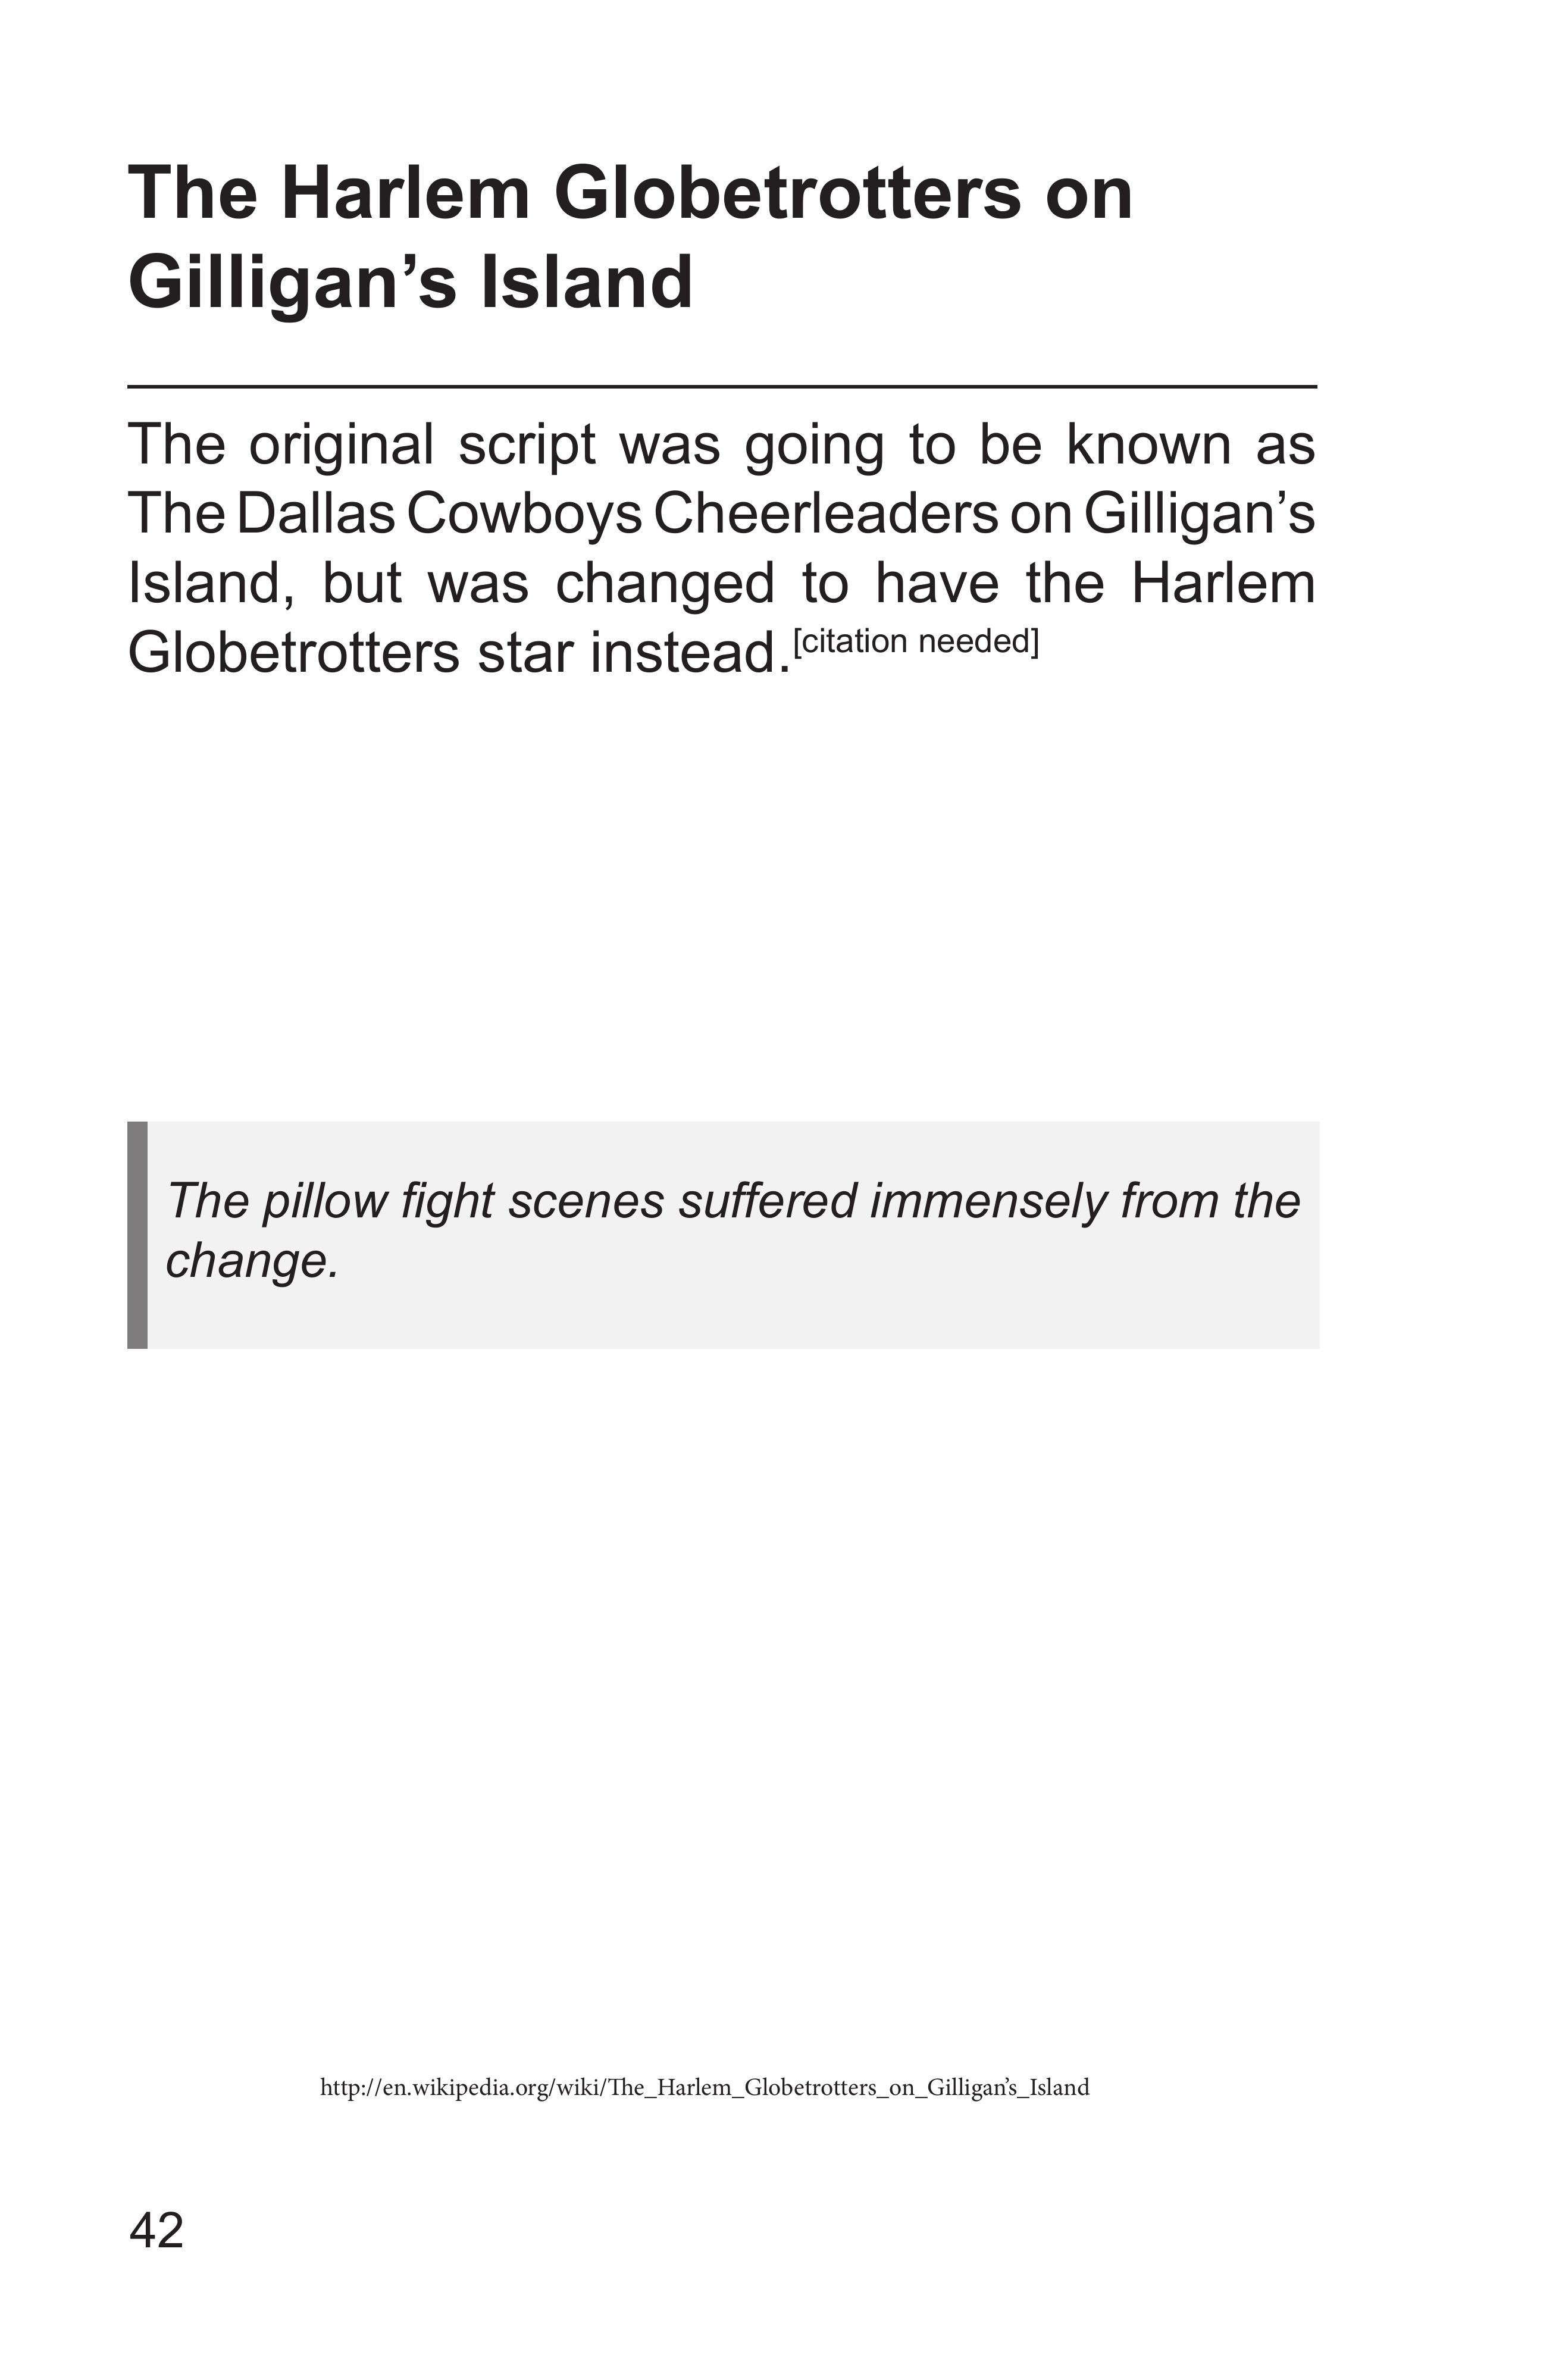 The Harlem Globetrotters on
Gilligan’s Island
The original script was going to be known as
The Dallas Cowboys Cheerleaders on Gilligan’s
Island, but was changed to have the Harlem
Globetrotters star instead.[citation needed]
The pillow fight scenes suffered immensely from the
change.
http://en.wikipedia.org/wiki/The_Harlem_Globetrotters_on_Gilligan’s_Island
42